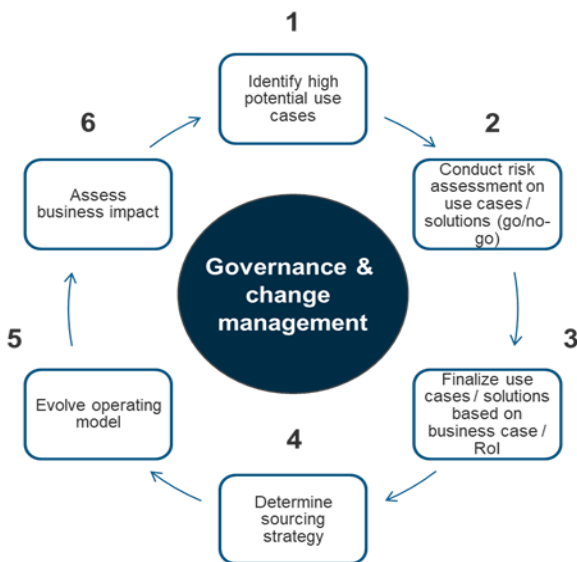 1
Identify high
potential use
cases
2
Conduct risk
assessment on
use cases /
solutions (go/no-
go)
3
Finalize use
cases / solutions
based on
business case /
RoI
4
Determine
sourcing
strategy
5
Evolve operating
model
6
Assess
business impact
Governance &
change
management